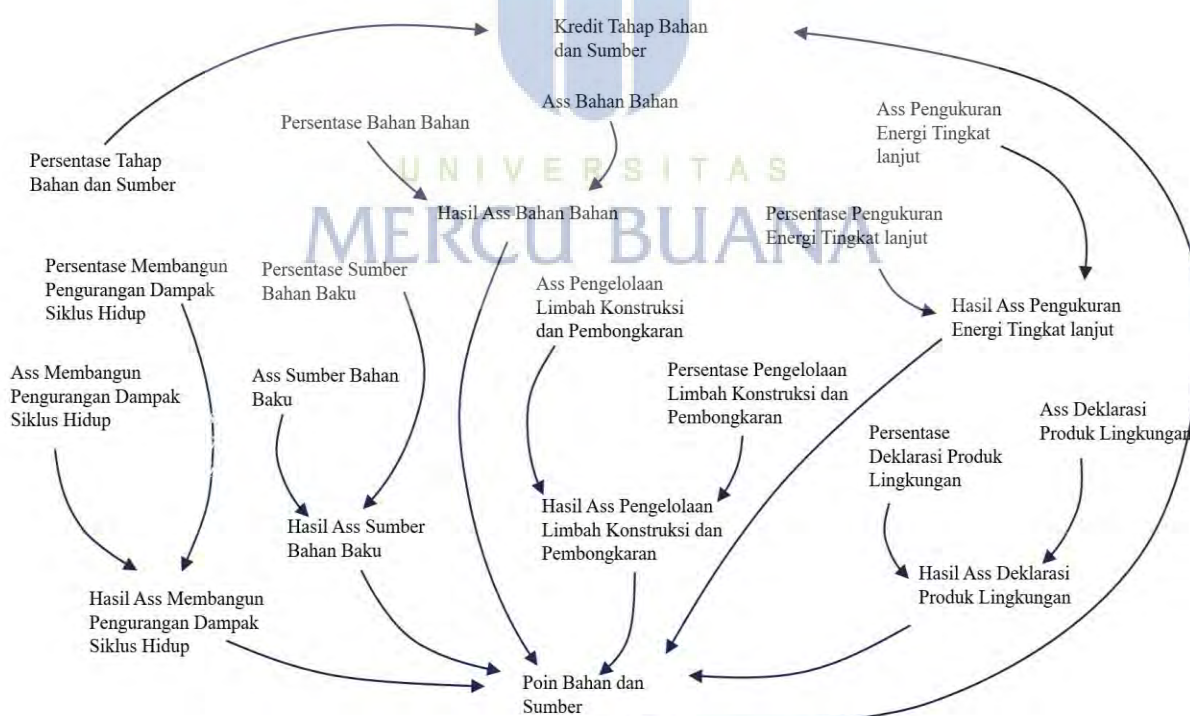 Kredit Tahap Bahan
dan Sumber
Ass Bahan Bahan
Persentase Bahan Bahan
Ass Pengukuran
Energi Tingkat
lanjut
Persentase Tahap
Bahan dan Sumber
UNIVERSITAS
MERCU BUANA
Hasil Ass Bahan Bahan
Persentase Pengukuran
Energi Tingkat lanjut
Persentase Membangun
Pengurangan Dampak
Siklus Hidup
Persentase Sumber
Bahan Baku
Ass Pengelolaan
Limbah Konstruksi
dan Pembongkaran
Hasil Ass Pengukuran
Energi Tingkat lanjut
Ass Membangun
Pengurangan Dampak
Siklus Hidup
Ass Sumber Bahan
Baku
Persentase Pengelolaan
Limbah Konstruksi dan
Pembongkaran
Persentase
Deklarasi Produk
Lingkungan
Ass Deklarasi
Produk Lingkungan
Hasil Ass Sumber
Bahan Baku
Hasil Ass Pengelolaan
Limbah Konstruksi dan
Pembongkaran
Hasil Ass Deklarasi
Produk Lingkungan
Hasil Ass Membangun
Pengurangan Dampak
Siklus Hidup
Poin Bahan dan
Sumber